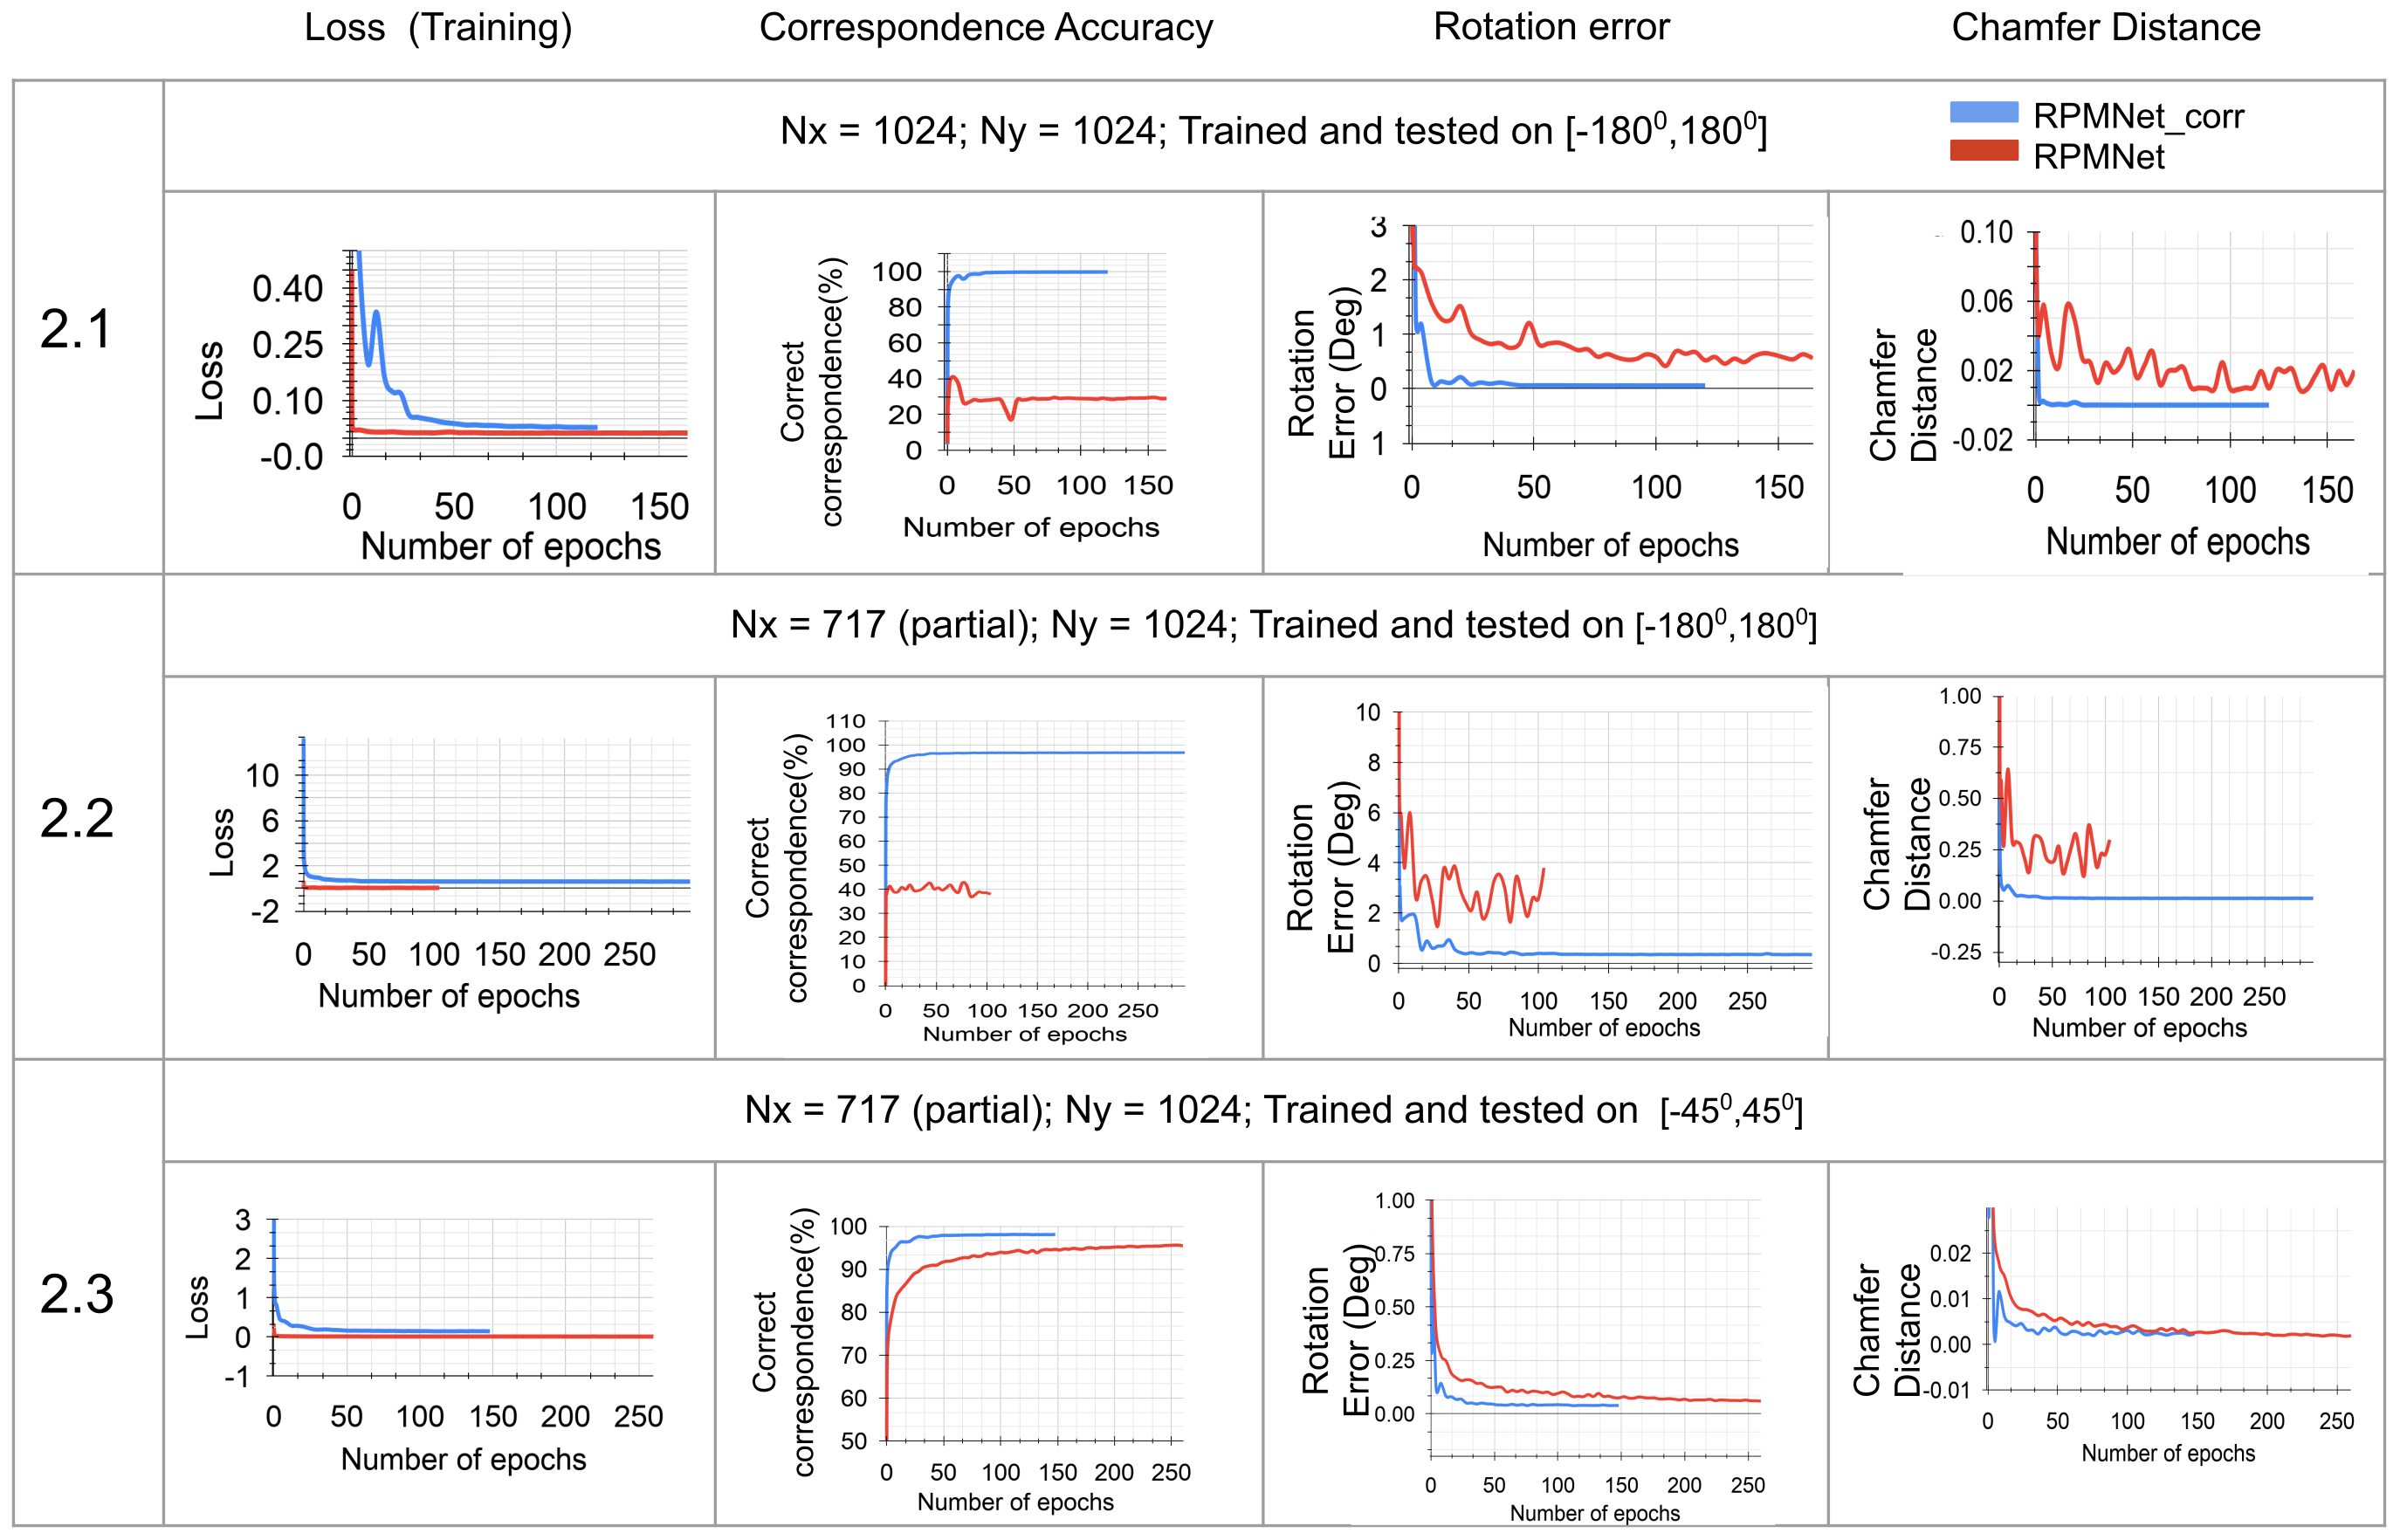 Loss (Training)
Correspondence Accuracy
Rotation error
Chamfer Distance
Nx = 1024; Ny = 1024; Trained and tested on [-180⁰,180⁰]
RPMNet_corr
RPMNet
2.1
Loss
0.40
0.25
0.10
-0.0
0 50 100 150
Number of epochs
Correct
correspondence(%)
100
80
60
40
20
0
0 50 100 150
Number of epochs
Rotation
Error (Deg)
3
2
1
0
1
0 50 100 150
Number of epochs
Chamfer
Distance
0.10
0.06
0.02
-0.02
0 50 100 150
Number of epochs
Nx = 717 (partial); Ny = 1024; Trained and tested on [-180⁰,180⁰]
2.2
Loss
10
6
2
-2
0 50 100 150 200 250
Number of epochs
Correct
correspondence(%)
110
100
90
80
70
60
50
40
30
20
10
0
0 50 100 150 200 250
Number of epochs
Rotation
Error (Deg)
10
8
6
4
2
0
0 50 100 150 200 250
Number of epochs
Chamfer
Distance
1.00
0.75
0.50
0.25
0.00
-0.25
0 50 100 150 200 250
Number of epochs
Nx = 717 (partial); Ny = 1024; Trained and tested on [-45⁰,45⁰]
2.3
Loss
3
2
1
0
-1
0 50 100 150 200 250
Number of epochs
Correct
correspondence(%)
100
90
80
70
60
50
0 50 100 150 200 250
Number of epochs
Rotation
Error (Deg)
1.00
0.75
0.50
0.25
0.00
0 50 100 150 200 250
Number of epochs
Chamfer
Distance
0.02
0.01
0.00
-0.01
0 50 100 150 200 250
Number of epochs